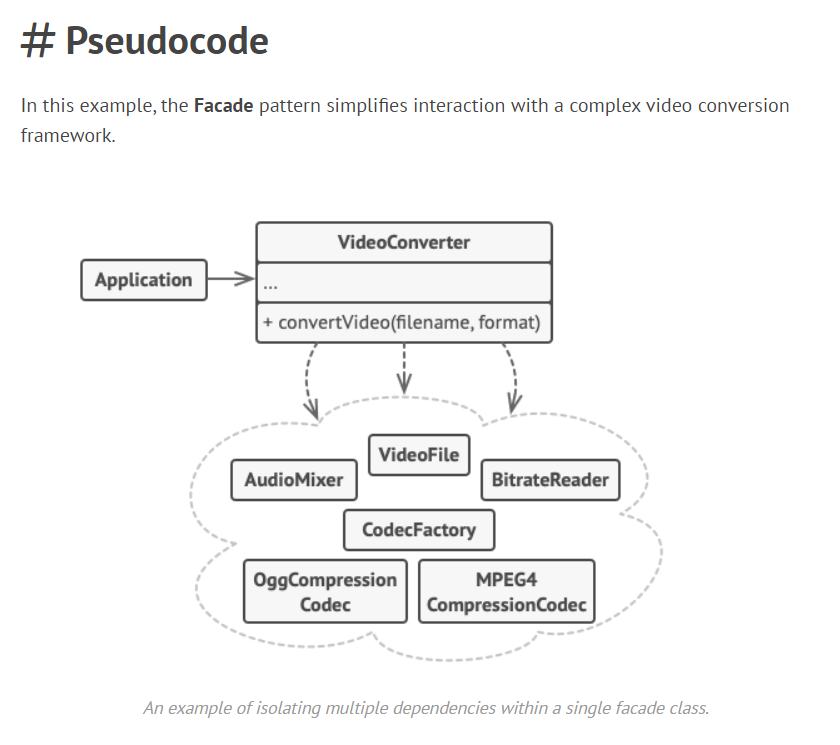 # Pseudocode
In this example, the Facade pattern simplifies interaction with a complex video conversion
framework.
VideoConverter
Application
...
+ convertVideo(filename, format)
VideoFile
AudioMixer
BitrateReader
CodecFactory
OggCompression
Codec
MPEG4
CompressionCodec
An example of isolating multiple dependencies within a single facade class.